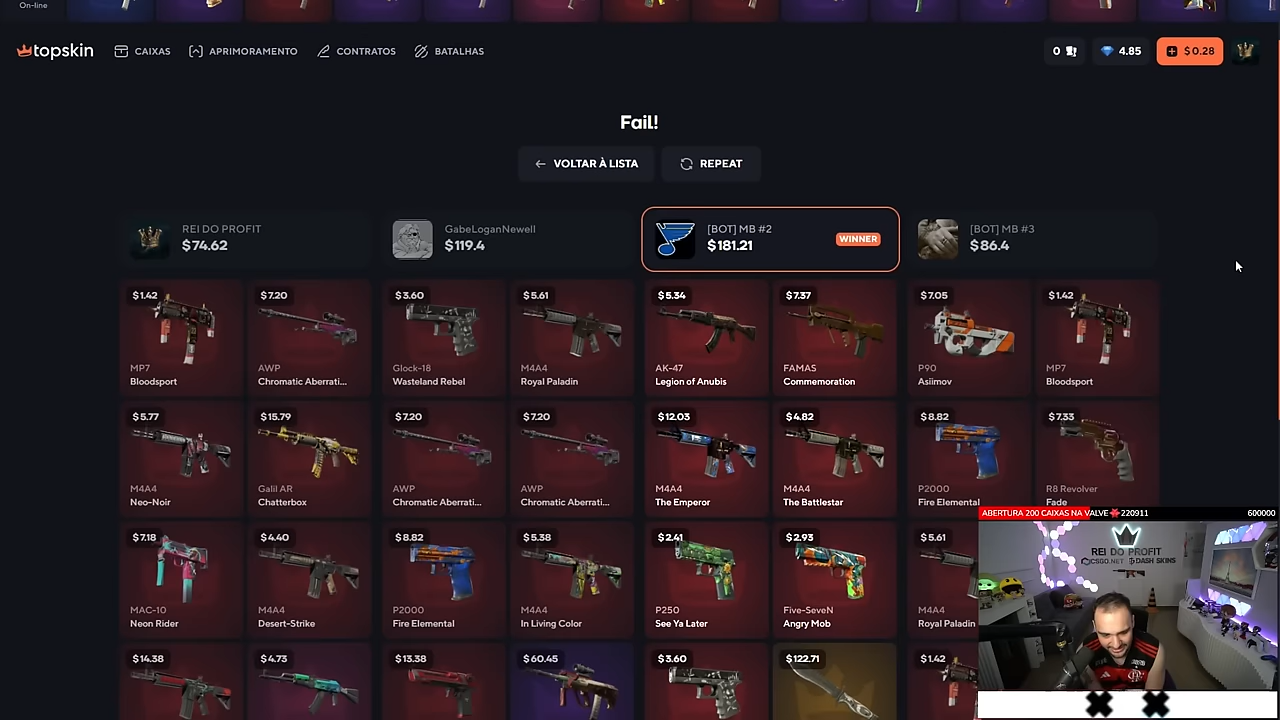 On-line
topskin
CAIXAS
APRIMORAMENTO
CONTRATOS
BATALHAS
0
4.85
$0.28
Fail!
VOLTAR À LISTA
REPEAT
REI DO PROFIT
$74.62
GabeLoganNewell
$119.4
[BOT] MB #2
$181.21
WINNER
[BOT] MB #3
$86.4
$1.42
MP7
Bloodsport
$7.20
AWP
Chromatic Aberrati...
$3.60
Glock-18
Wasteland Rebel
$5.61
M4A4
Royal Paladin
$5.34
AK-47
Legion of Anubis
$7.37
FAMAS
Commemoration
$7.05
P90
Asiimov
$1.42
MP7
Bloodsport
$5.77
M4A4
Neo-Noir
$15.79
Galil AR
Chatterbox
$7.20
AWP
Chromatic Aberrati...
$7.20
AWP
Chromatic Aberrati...
$12.03
M4A4
The Emperor
$4.82
M4A4
The Battlestar
$8.82
P2000
Fire Elemental
$7.33
R8 Revolver
Fade
ABERTURA 200 CAIXAS NA VALVE 220911
600000
$7.18
MAC-10
Neon Rider
$4.40
M4A4
Desert-Strike
$8.82
P2000
Fire Elemental
$5.38
M4A4
In Living Color
$2.41
P250
See Ya Later
$2.93
Five-SeveN
Angry Mob
$5.61
M4A4
Royal Paladin
REI DO PROFIT
CSGO.NET
DASH SKINS
$14.38
$4.73
$13.38
$60.45
$3.60
$122.71
$1.42